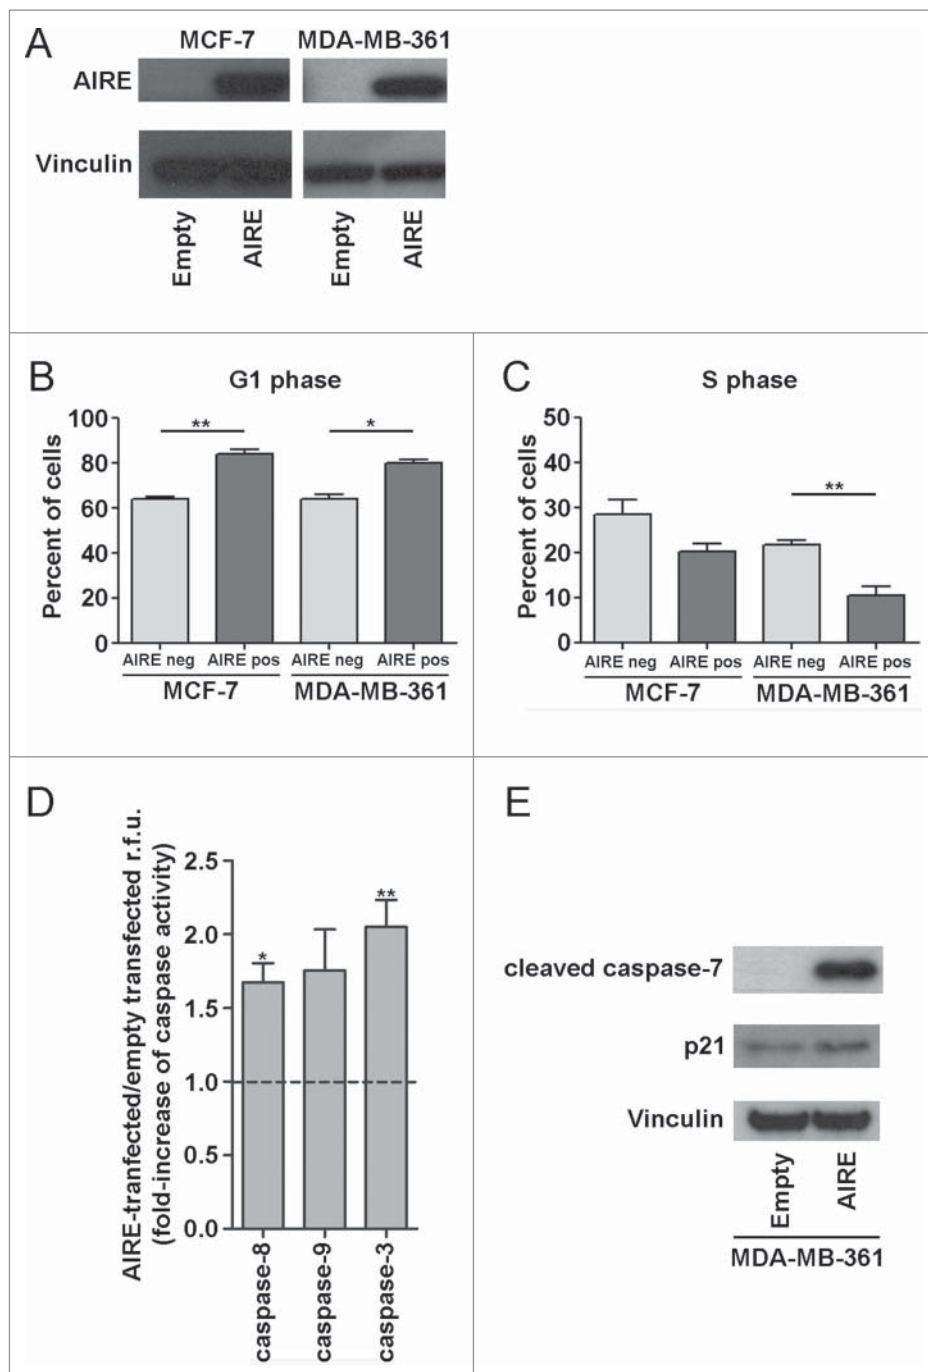 A
MCF-7 MDA-MB-361
AIRE
Vinculin
Empty AIRE Empty AIRE
B
G1 phase
Percent of cells
100
80
60
40
20
0
**
*
AIRE neg AIRE pos AIRE neg AIRE pos
MCF-7 MDA-MB-361
C
S phase
Percent of cells
50
40
30
20
10
0
**
AIRE neg AIRE pos AIRE neg AIRE pos
MCF-7 MDA-MB-361
D
AIRE-tranfected/empty transfected r.f.u.
(fold-increase of caspase activity)
2.5
2.0
1.5
1.0
0.5
0.0
*
**
caspase-8
caspase-9
caspase-3
E
cleaved caspase-7
p21
Vinculin
Empty AIRE
MDA-MB-361